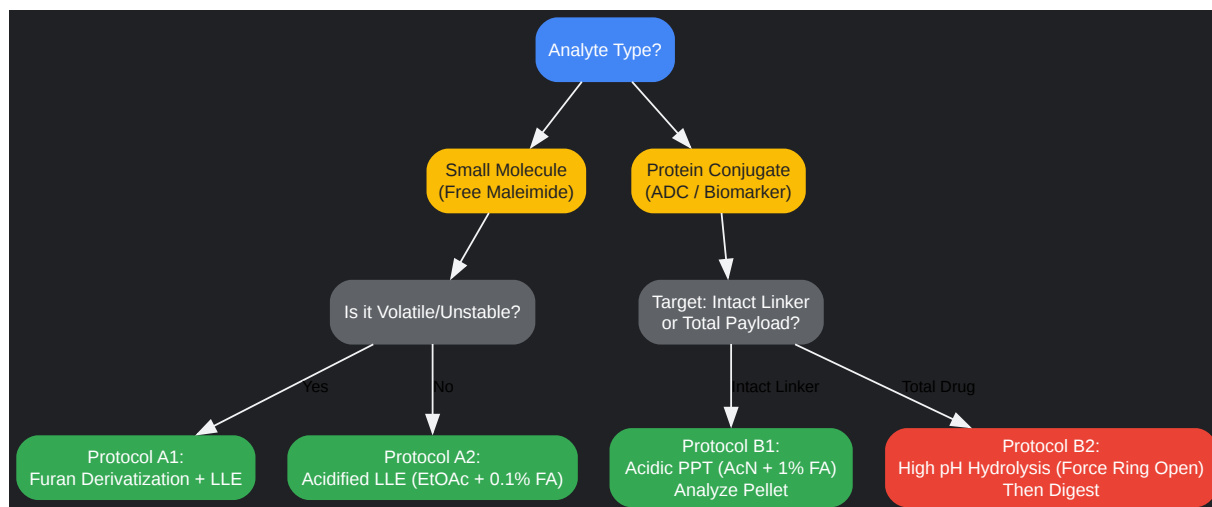 Analyte Type?
Small Molecule
(Free Maleimide)
Protein Conjugate
(ADC / Biomarker)
Is it Volatile/Unstable?
Target: Intact Linker
or Total Payload?
Yes
No
Intact Linker
Total Drug
Protocol A1:
Furan Derivatization + LLE
Protocol A2:
Acidified LLE (EtOAc + 0.1% FA)
Protocol B1:
Acidic PPT (AcN + 1% FA)
Analyze Pellet
Protocol B2:
High pH Hydrolysis (Force Ring Open)
Then Digest